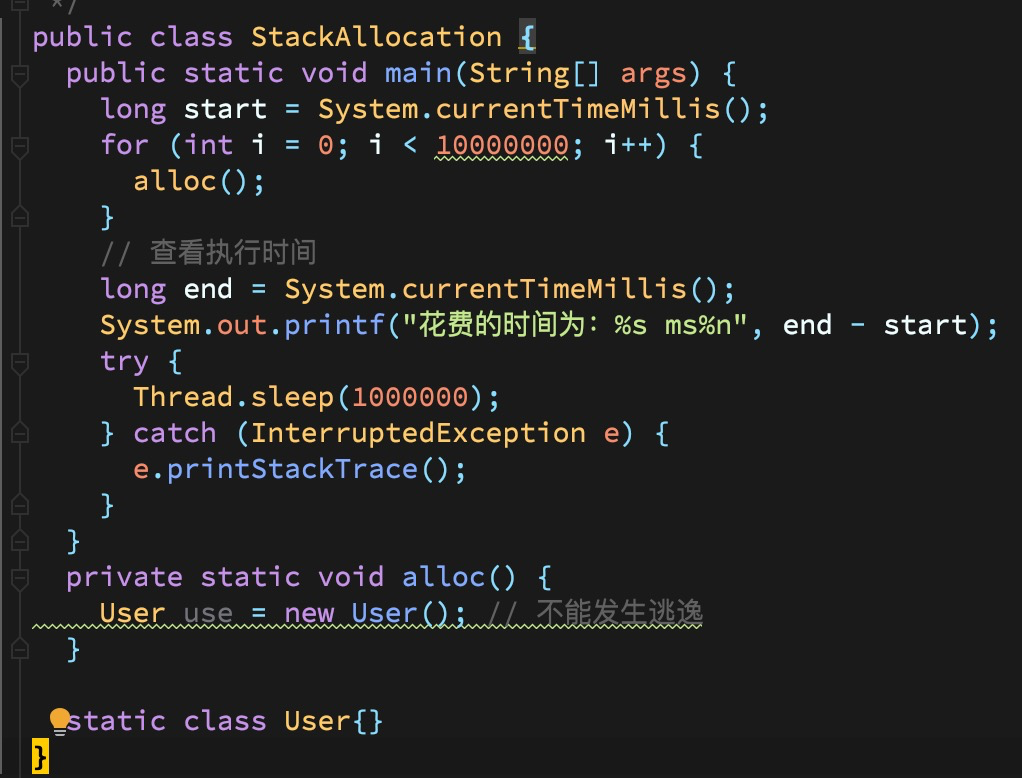 */
public class StackAllocation {
  public static void main(String[] args) {
    long start = System.currentTimeMillis();
    for (int i = 0; i < 10000000; i++) {
      alloc();
    }
    // 查看执行时间
    long end = System.currentTimeMillis();
    System.out.printf("花费的时间为：%s ms%n", end - start);
    try {
      Thread.sleep(1000000);
    } catch (InterruptedException e) {
      e.printStackTrace();
    }
  }
  private static void alloc() {
    User use = new User(); // 不能发生逃逸
  }
  static class User{}
}